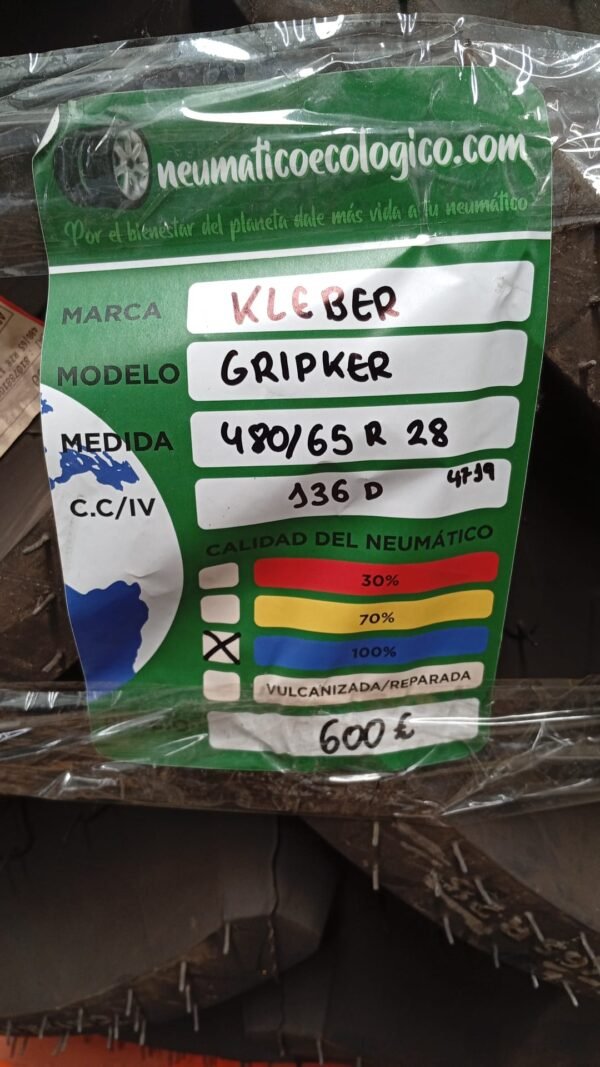 neumaticoecologico.com
Por el bienestar del planeta dale más vida a tu neumático
MARCA KLEBER
MODELO GRIPKER
MEDIDA 480/65 R 28
C.C/IV 136 D 4719
CALIDAD DEL NEUMÁTICO
30%
70%
X 100%
VULCANIZADA/REPARADA
600 €